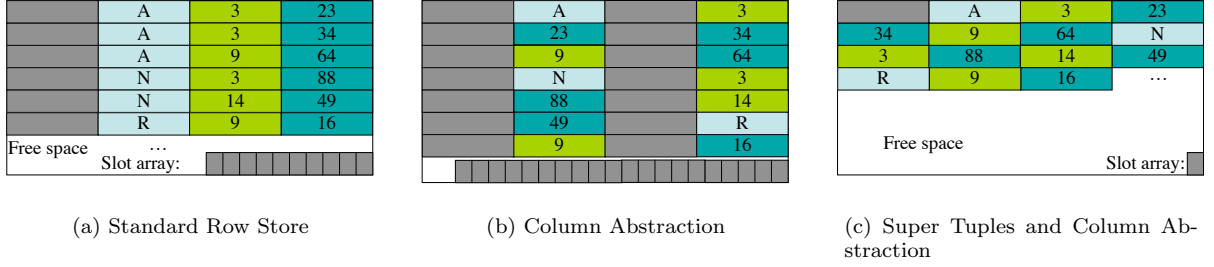 A 3 23
A 3 34
A 9 64
N 3 88
N 14 49
R 9 16
Free space …
Slot array:
(a) Standard Row Store
A 3
23 34
9 64
N 3
88 14
49 R
9 16
(b) Column Abstraction
A 3 23
34 9 64 N
3 88 14 49
R 9 16 …
Free space
Slot array:
(c) Super Tuples and Column Ab-
straction